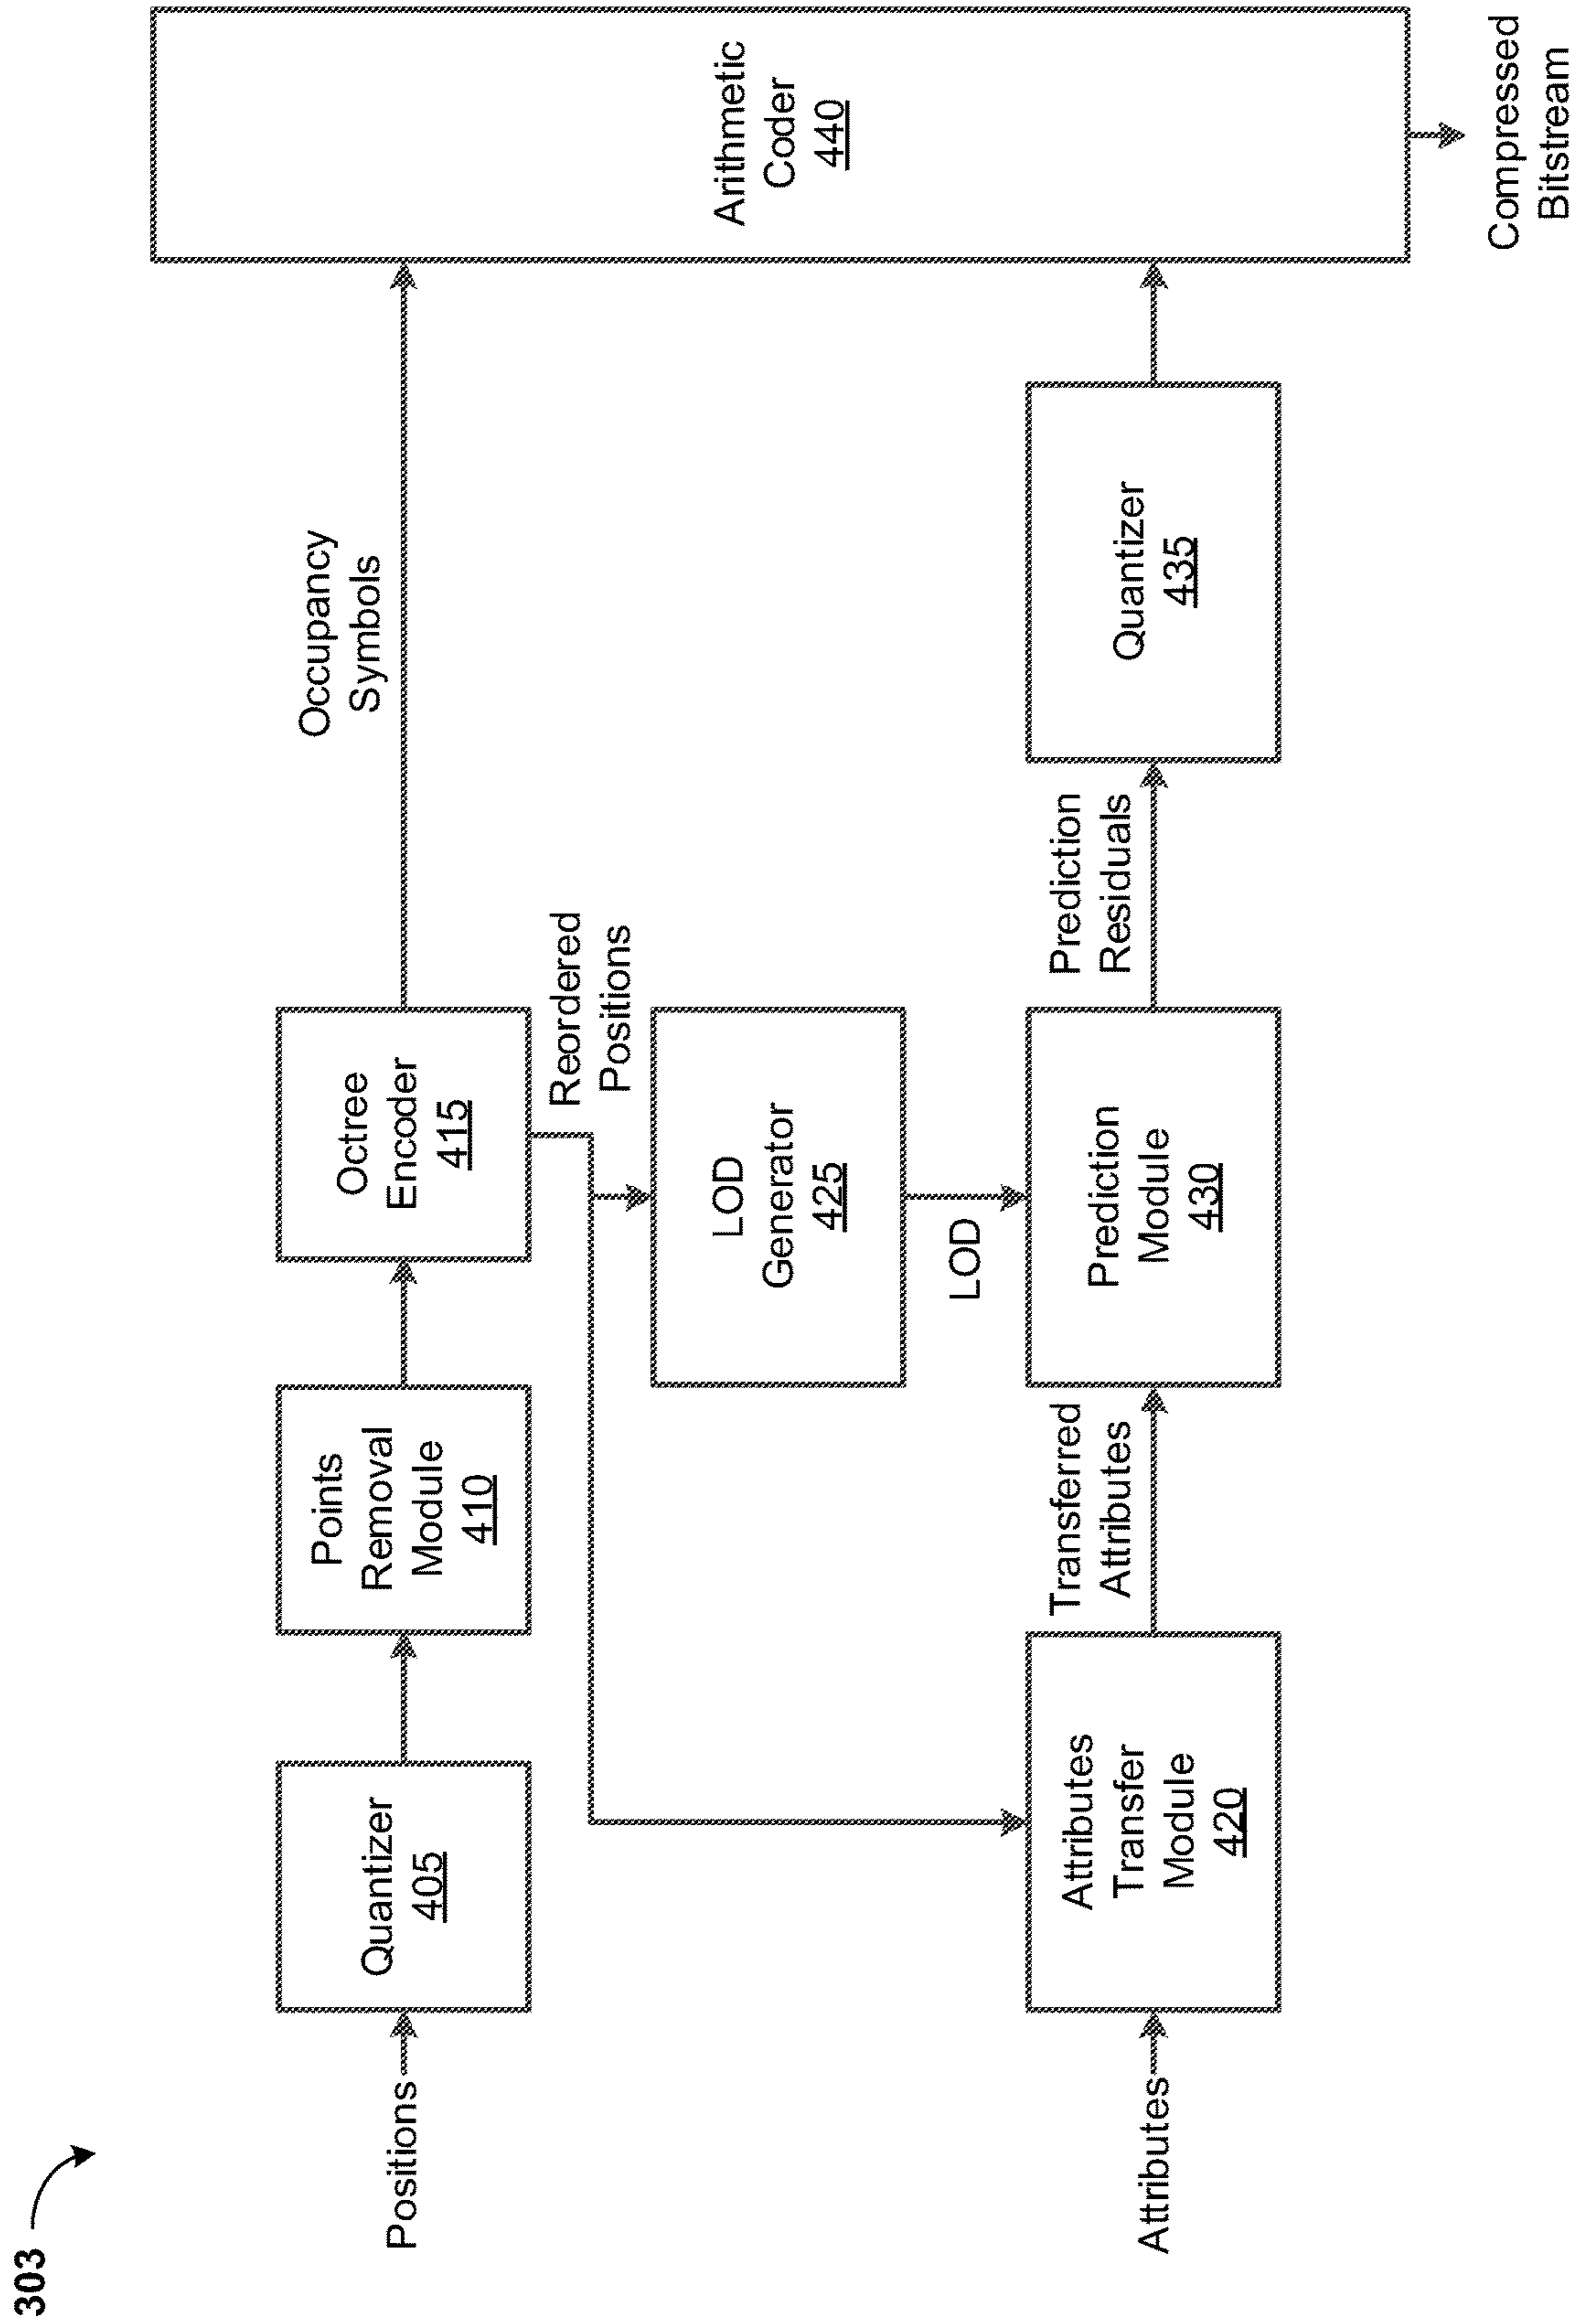 303
Positions
Quantizer
405
Points
Removal
Module
410
Octree
Encoder
415
Occupancy
Symbols
Reordered
Positions
LOD
Generator
425
LOD
Attributes
Attributes
Transfer
Module
420
Transferred
Attributes
Prediction
Module
430
Prediction
Residuals
Quantizer
435
Arithmetic
Coder
440
Compressed
Bitstream